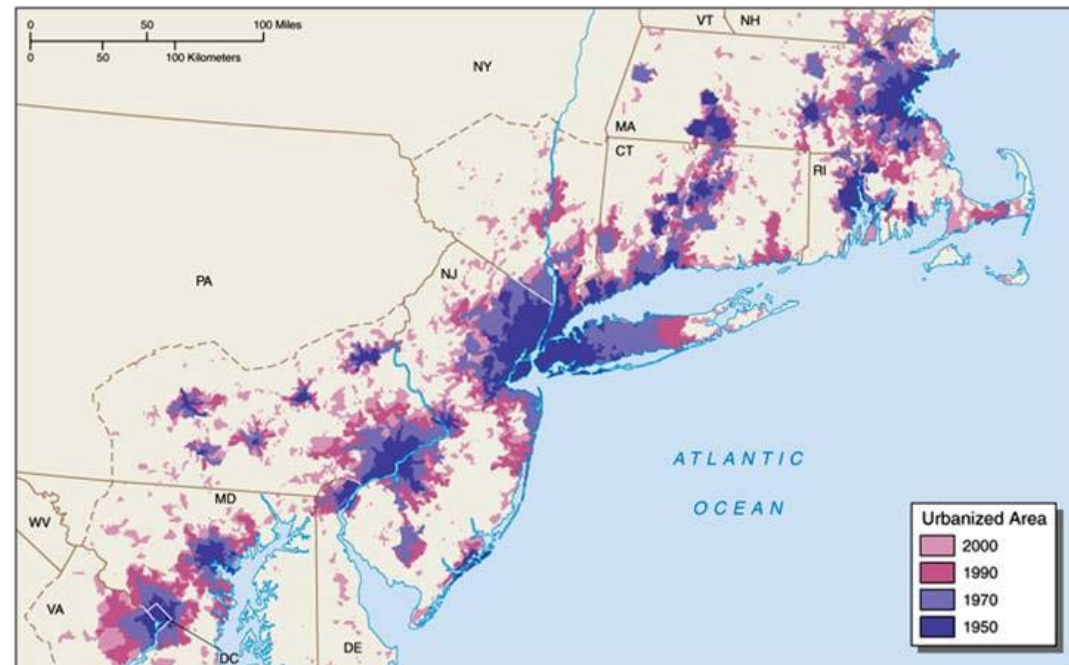 0 50 100 Miles
0 50 100 Kilometers
VT NH
NY
MA
CT
RI
PA
NJ
ATLANTIC
OCEAN
MD
WV
VA
DC
DE
Urbanized Area
2000
1990
1970
1950